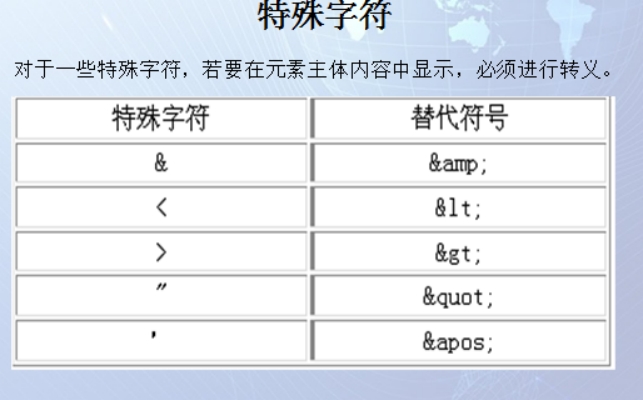 特殊字符
对于一些特殊字符，若要在元素主体内容中显示，必须进行转义。
特殊字符 替代符号
& &amp;
< &lt;
> &gt;
" &quot;
' &apos;